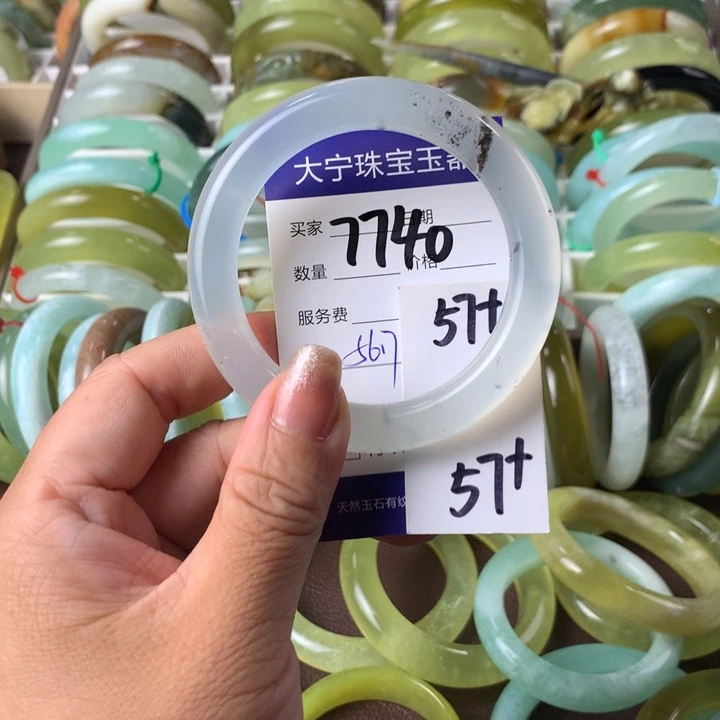 大宁珠宝玉器
买家 7740 日期
数量 价格
服务费 57+
567
57+
天然玉石有纹